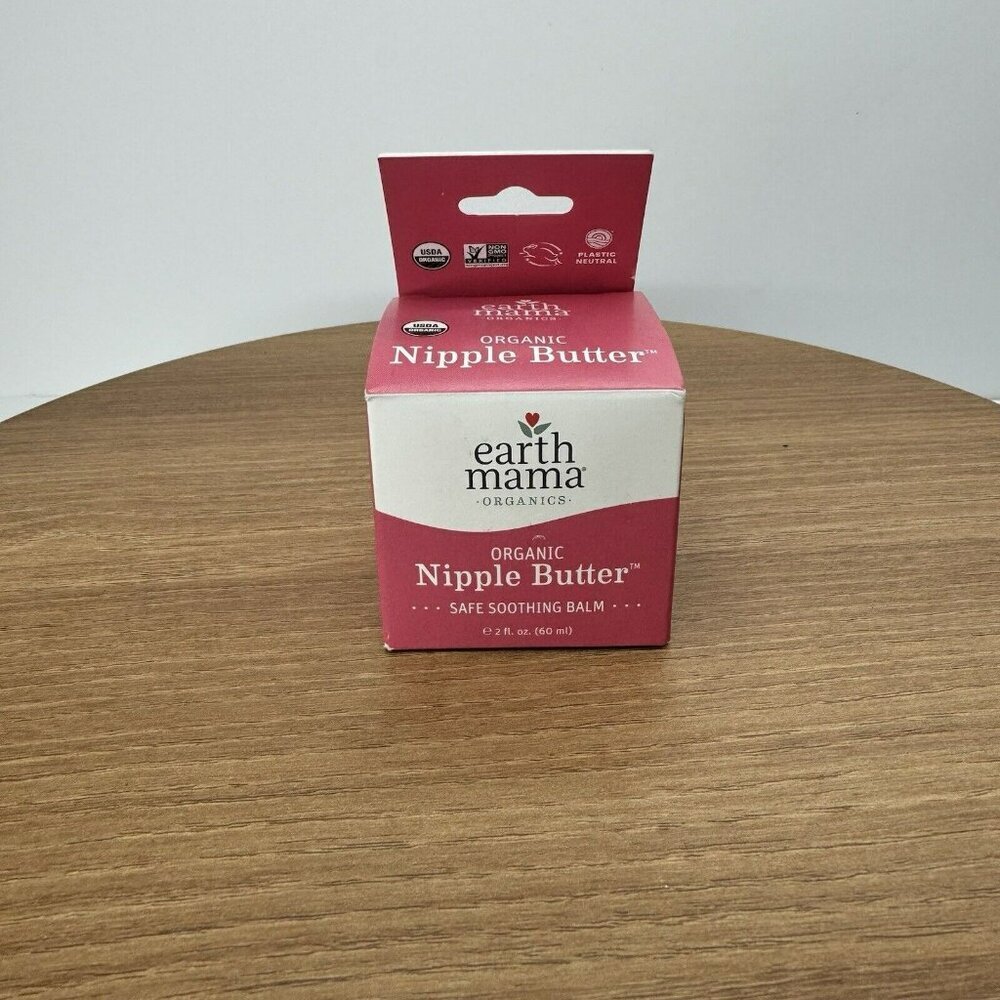 USDA
ORGANIC
NON
GMO
VERIFIED
PLASTIC
NEUTRAL
earth
mama
ORGANICS
USDA
ORGANIC
ORGANIC
Nipple Butter™
earth
mama®
·ORGANICS·
ORGANIC
Nipple Butter™
··· SAFE SOOTHING BALM ···
℮ 2 fl. oz. (60 ml)